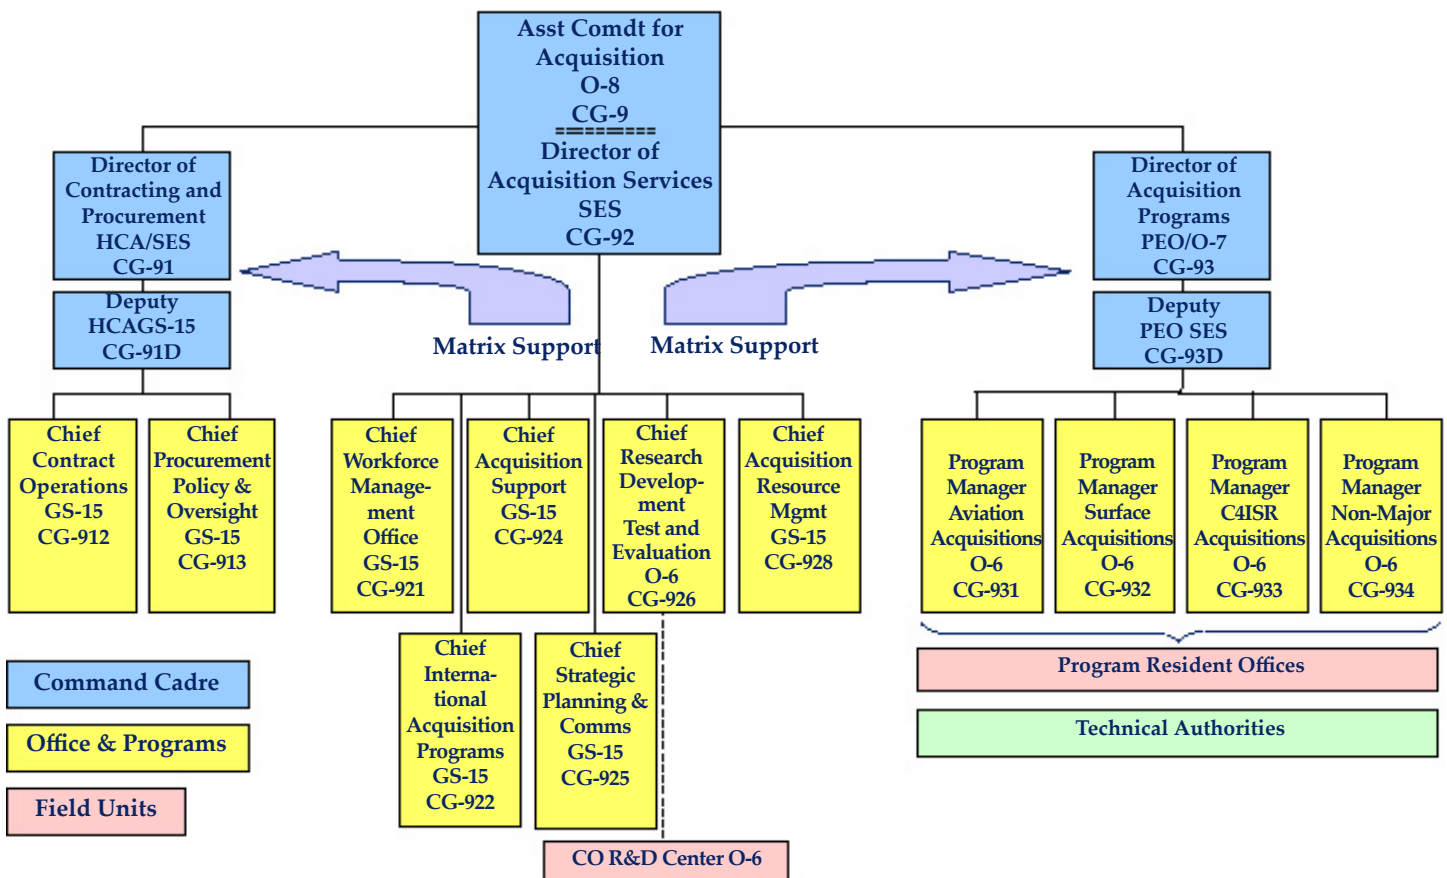 Asst Comdt for
Acquisition
O-8
CG-9
==========
Director of
Acquisition Services
SES
CG-92
Director of
Contracting and
Procurement
HCA/SES
CG-91
Deputy
HCAGS-15
CG-91D
Director of
Acquisition
Programs
PEO/O-7
CG-93
Deputy
PEO SES
CG-93D
Matrix Support
Matrix Support
Chief
Contract
Operations
GS-15
CG-912
Chief
Procurement
Policy &
Oversight
GS-15
CG-913
Chief
Workforce
Manage-
ment
Office
GS-15
CG-921
Chief
Acquisition
Support
GS-15
CG-924
Chief
Research
Develop-
ment
Test and
Evaluation
O-6
CG-926
Chief
Acquisition
Resource
Mgmt
GS-15
CG-928
Program
Manager
Aviation
Acquisitions
O-6
CG-931
Program
Manager
Surface
Acquisitions
O-6
CG-932
Program
Manager
C4ISR
Acquisitions
O-6
CG-933
Program
Manager
Non-Major
Acquisitions
O-6
CG-934
Chief
Interna-
tional
Acquisition
Programs
GS-15
CG-922
Chief
Strategic
Planning &
Comms
GS-15
CG-925
Program Resident Offices
Technical Authorities
Command Cadre
Office & Programs
Field Units
CO R&D Center O-6